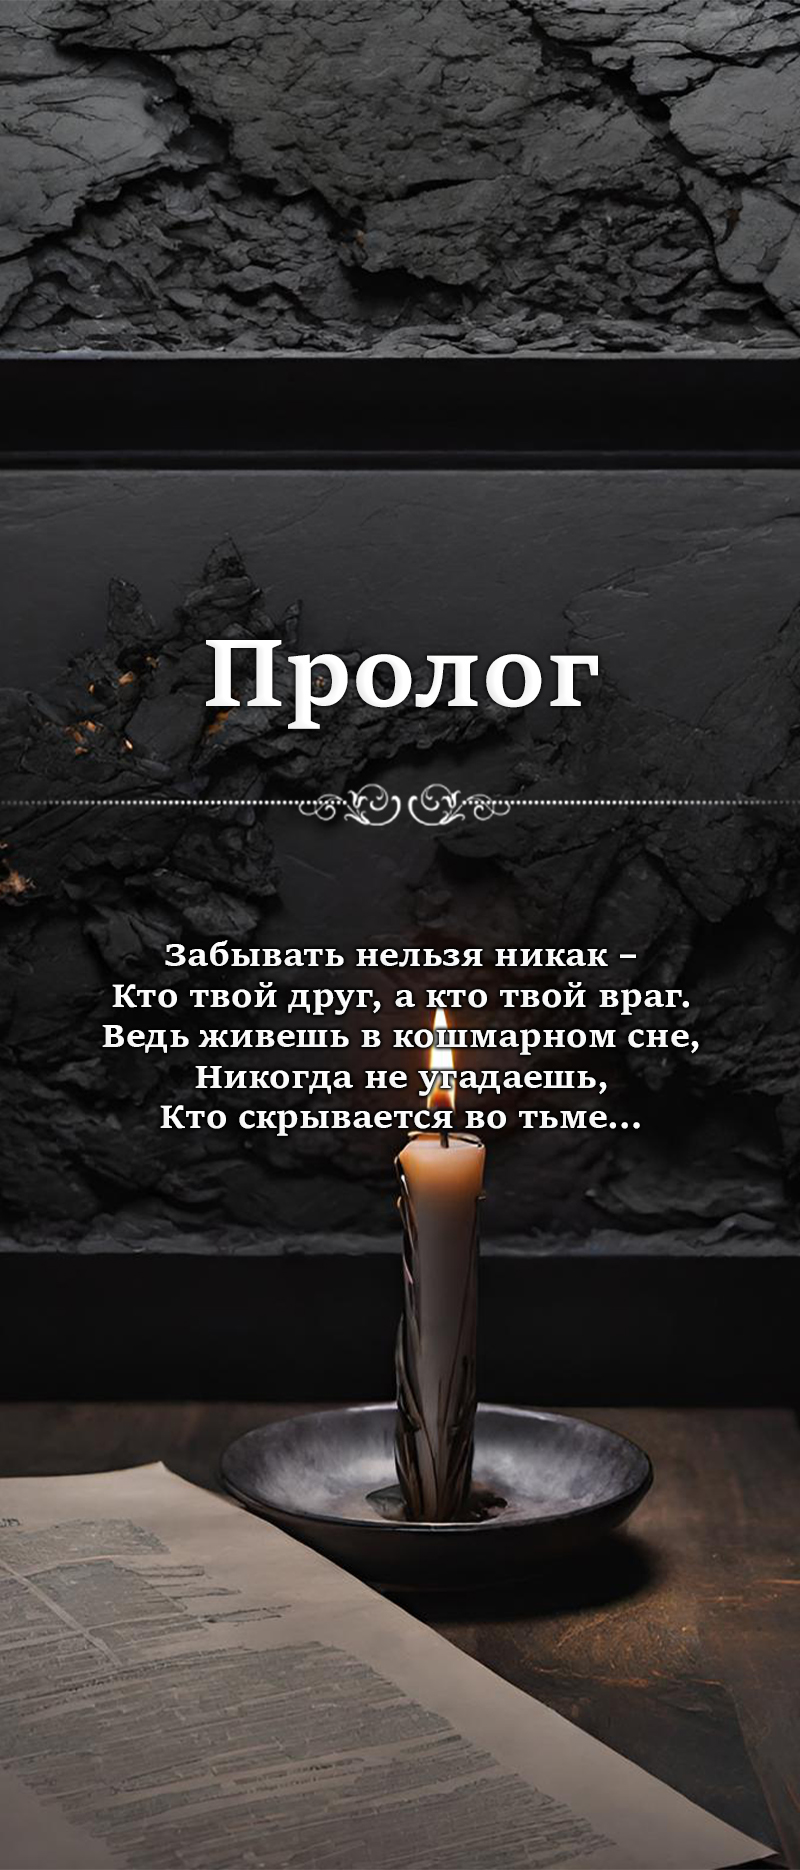 Пролог
Забывать нельзя никак –
Кто твой друг, а кто твой враг.
Ведь живешь в кошмарном сне,
Никогда не угадаешь,
Кто скрывается во тьме...